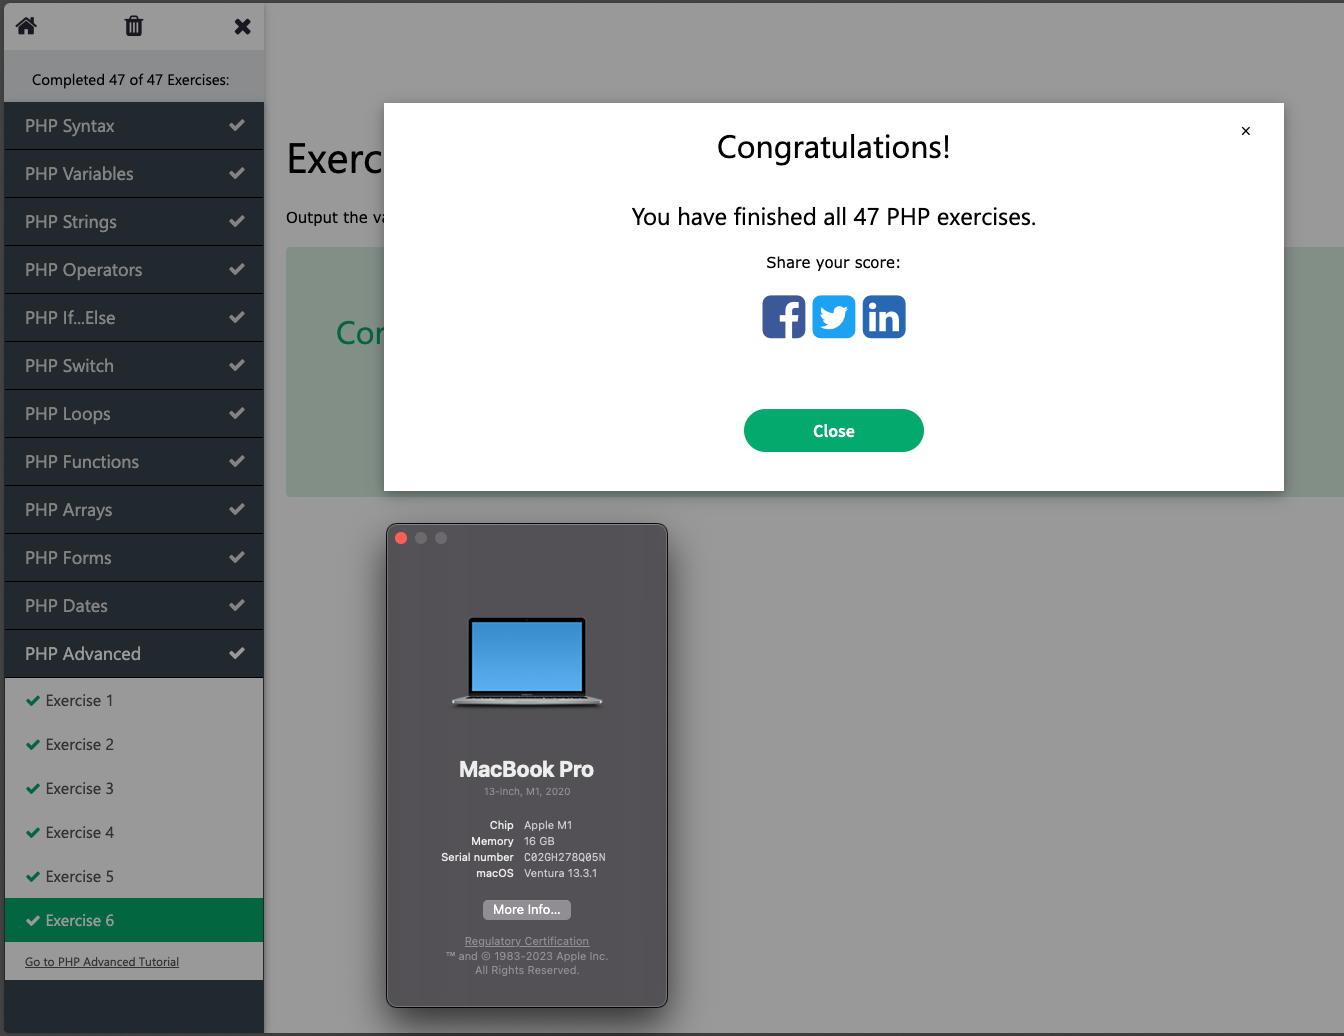 Completed 47 of 47 Exercises:
PHP Syntax
PHP Variables
PHP Strings
PHP Operators
PHP If...Else
PHP Switch
PHP Loops
PHP Functions
PHP Arrays
PHP Forms
PHP Dates
PHP Advanced
Exercise 1
Exercise 2
Exercise 3
Exercise 4
Exercise 5
Exercise 6
Go to PHP Advanced Tutorial
Exerc
Output the va
Cor
Congratulations!
×
You have finished all 47 PHP exercises.
Share your score:
Close
MacBook Pro
13-inch, M1, 2020
Chip Apple M1
Memory 16 GB
Serial number C02GH278Q05N
macOS Ventura 13.3.1
More Info...
Regulatory Certification
™ and © 1983-2023 Apple Inc.
All Rights Reserved.